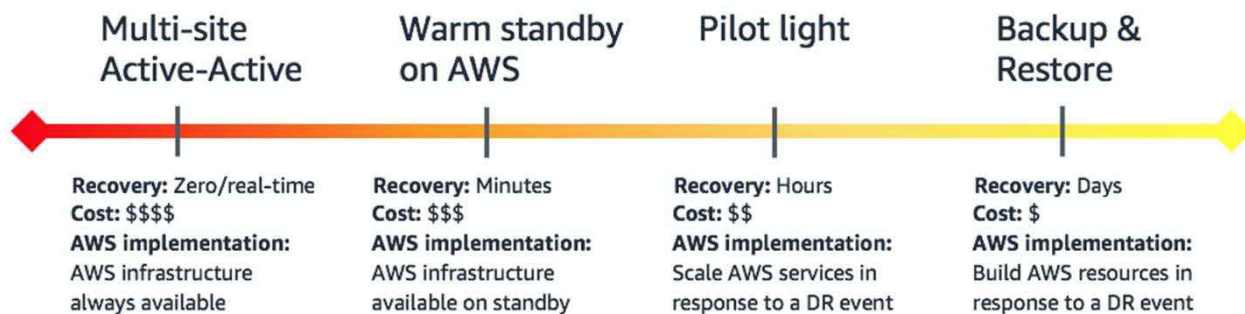 Multi-site
Active-Active
Recovery: Zero/real-time
Cost: $$$$
AWS implementation:
AWS infrastructure
always available
Warm standby
on AWS
Recovery: Minutes
Cost: $$$
AWS implementation:
AWS infrastructure
available on standby
Pilot light
Recovery: Hours
Cost: $$
AWS implementation:
Scale AWS services in
response to a DR event
Backup &
Restore
Recovery: Days
Cost: $
AWS implementation:
Build AWS resources in
response to a DR event